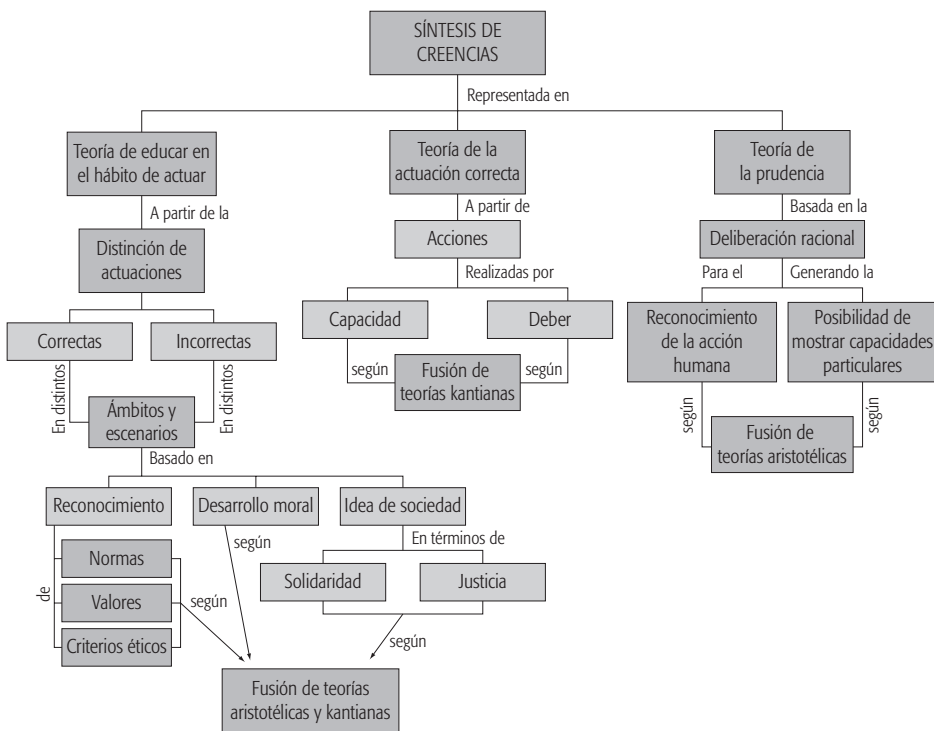 SÍNTESIS DE
CREENCIAS
Representada en
Teoría de educar en
el hábito de actuar
Teoría de la
actuación correcta
Teoría de
la prudencia
A partir de la
A partir de
Basada en la
Distinción de
actuaciones
Acciones
Deliberación racional
Realizadas por
Para el
Generando la
Correctas
Incorrectas
Capacidad
Deber
Reconocimiento
de la acción
humana
Posibilidad de
mostrar capacidades
particulares
En distintos
En distintos
según
según
Fusión de
teorías kantianas
Ámbitos y
escenarios
según
según
Fusión de
teorías aristotélicas
Basado en
Reconocimiento
Desarrollo moral
Idea de sociedad
según
En términos de
de
Normas
Valores
Criterios éticos
según
Solidaridad
Justicia
según
Fusión de teorías
aristotélicas y kantianas